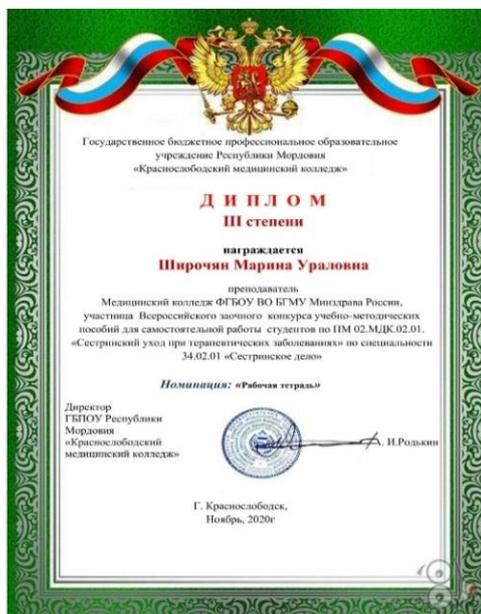 Государственное бюджетное профессиональное образовательное
учреждение Республики Мордовия
«Краснослободский медицинский колледж»
ДИПЛОМ
III степени
награждается
Широчян Марина Ураловна
преподаватель
Медицинский колледж ФГБОУ ВО БГМУ Минздрава России,
участница Всероссийского заочного конкурса учебно-методических
пособий для самостоятельной работы студентов по ПМ 02.МДК.02.01.
«Сестринский уход при терапевтических заболеваниях» по специальности
34.02.01 «Сестринское дело»
Номинация: «Рабочая тетрадь»
Директор
ГБПОУ Республики
Мордовия
«Краснослободский
медицинский колледж»
А. И.Родькин
Г. Краснослободск,
Ноябрь, 2020г